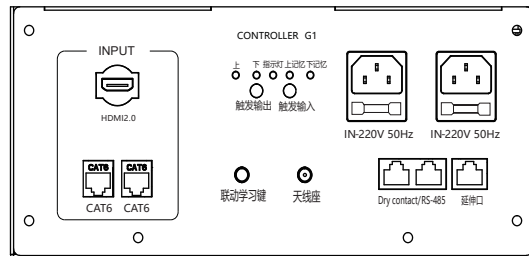 CONTROLLER G1
INPUT
上 下 指示灯 上记忆 下记忆
HDMI2.0
触发输出 触发输入
IN-220V 50Hz IN-220V 50Hz
CAT6 CAT6
CAT6 CAT6
联动学习键 天线座
Dry contact/RS-485 延伸口